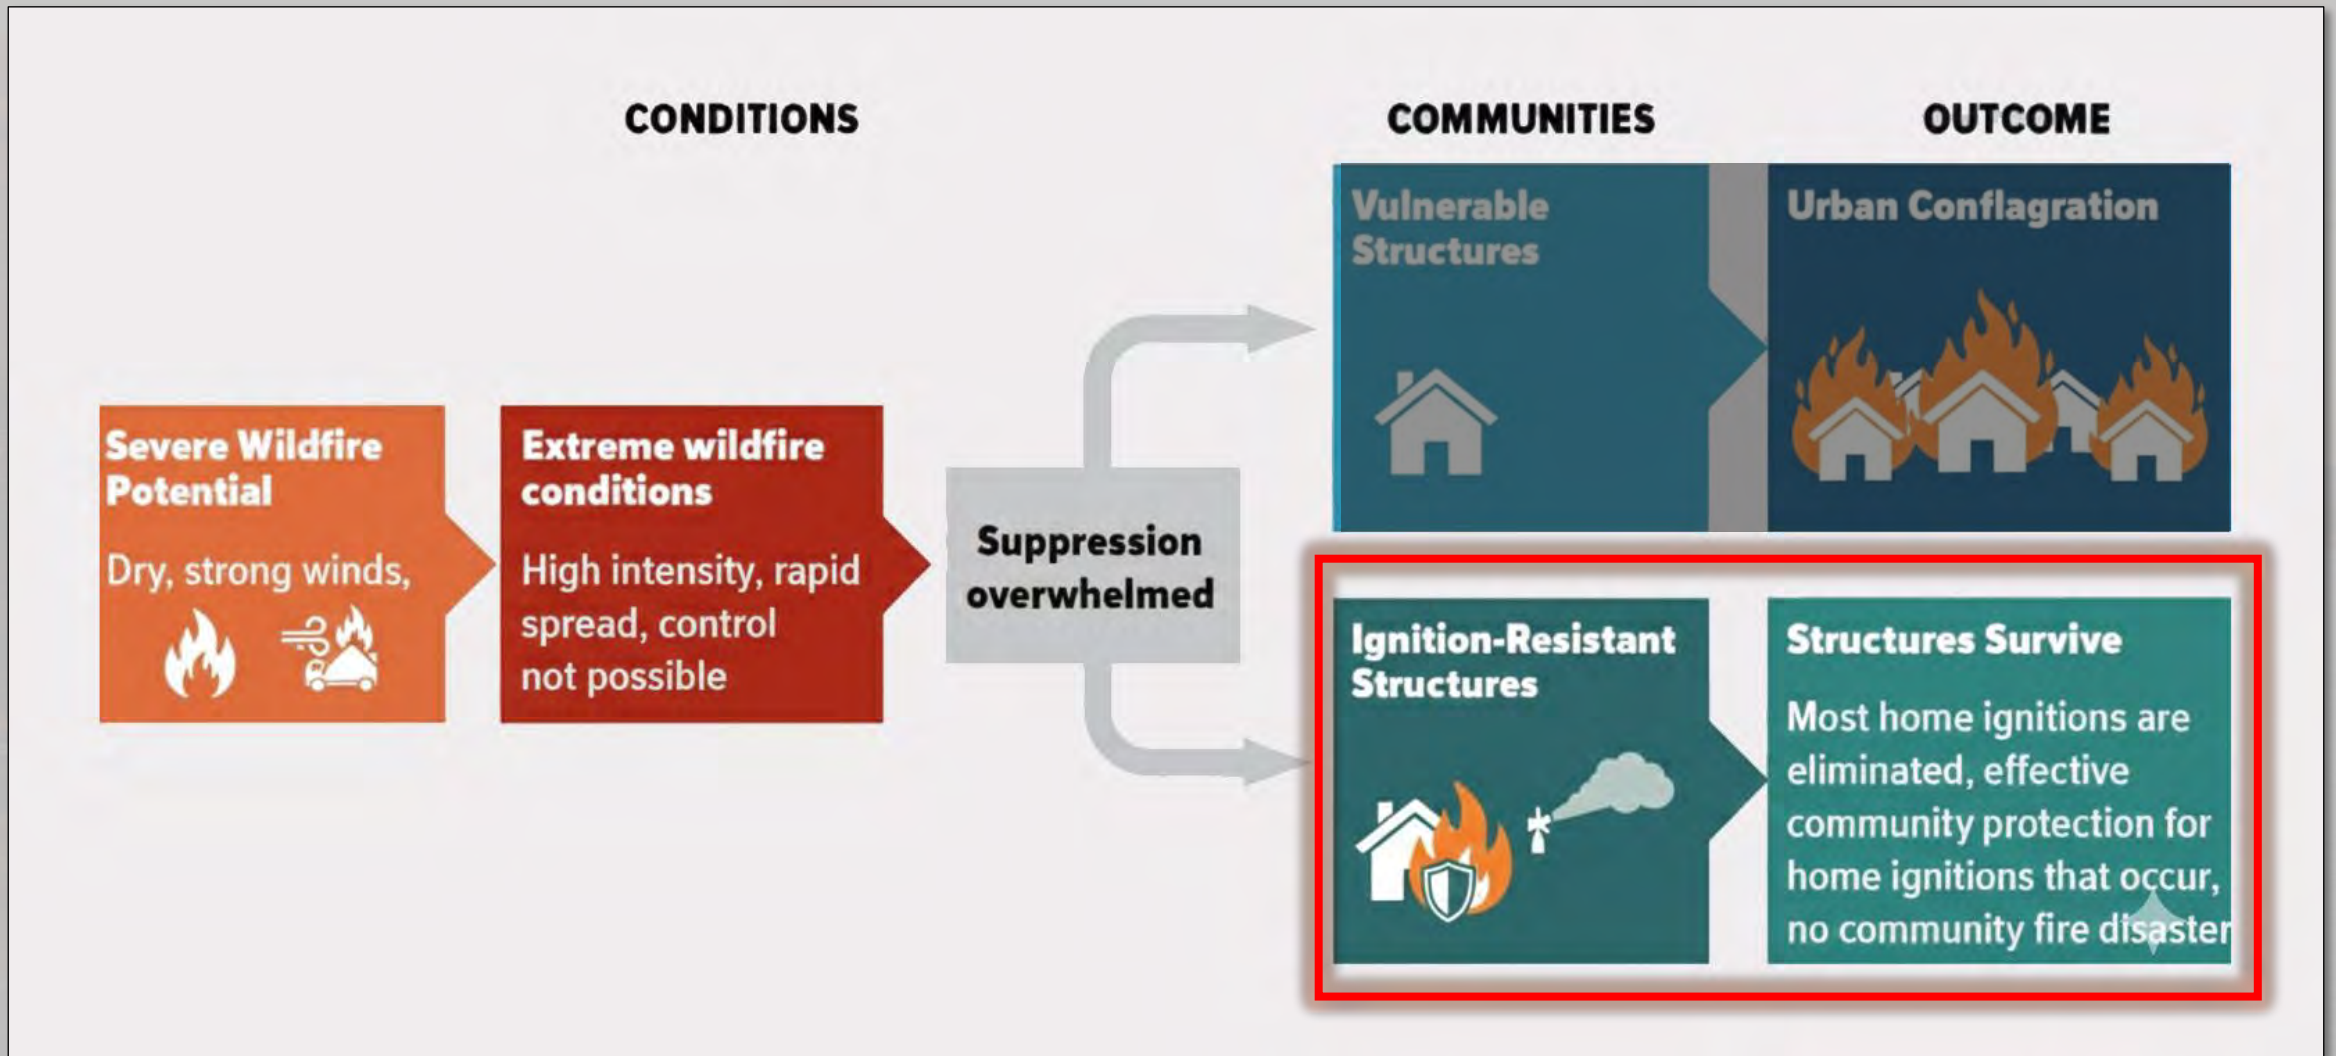 CONDITIONS
COMMUNITIES
OUTCOME
Severe Wildfire
Potential
Dry, strong winds,
Extreme wildfire
conditions
High intensity, rapid
spread, control
not possible
Suppression
overwhelmed
Vulnerable
Structures
Urban Conflagration
Ignition-Resistant
Structures
Structures Survive
Most home ignitions are
eliminated, effective
community protection for
home ignitions that occur,
no community fire disaster